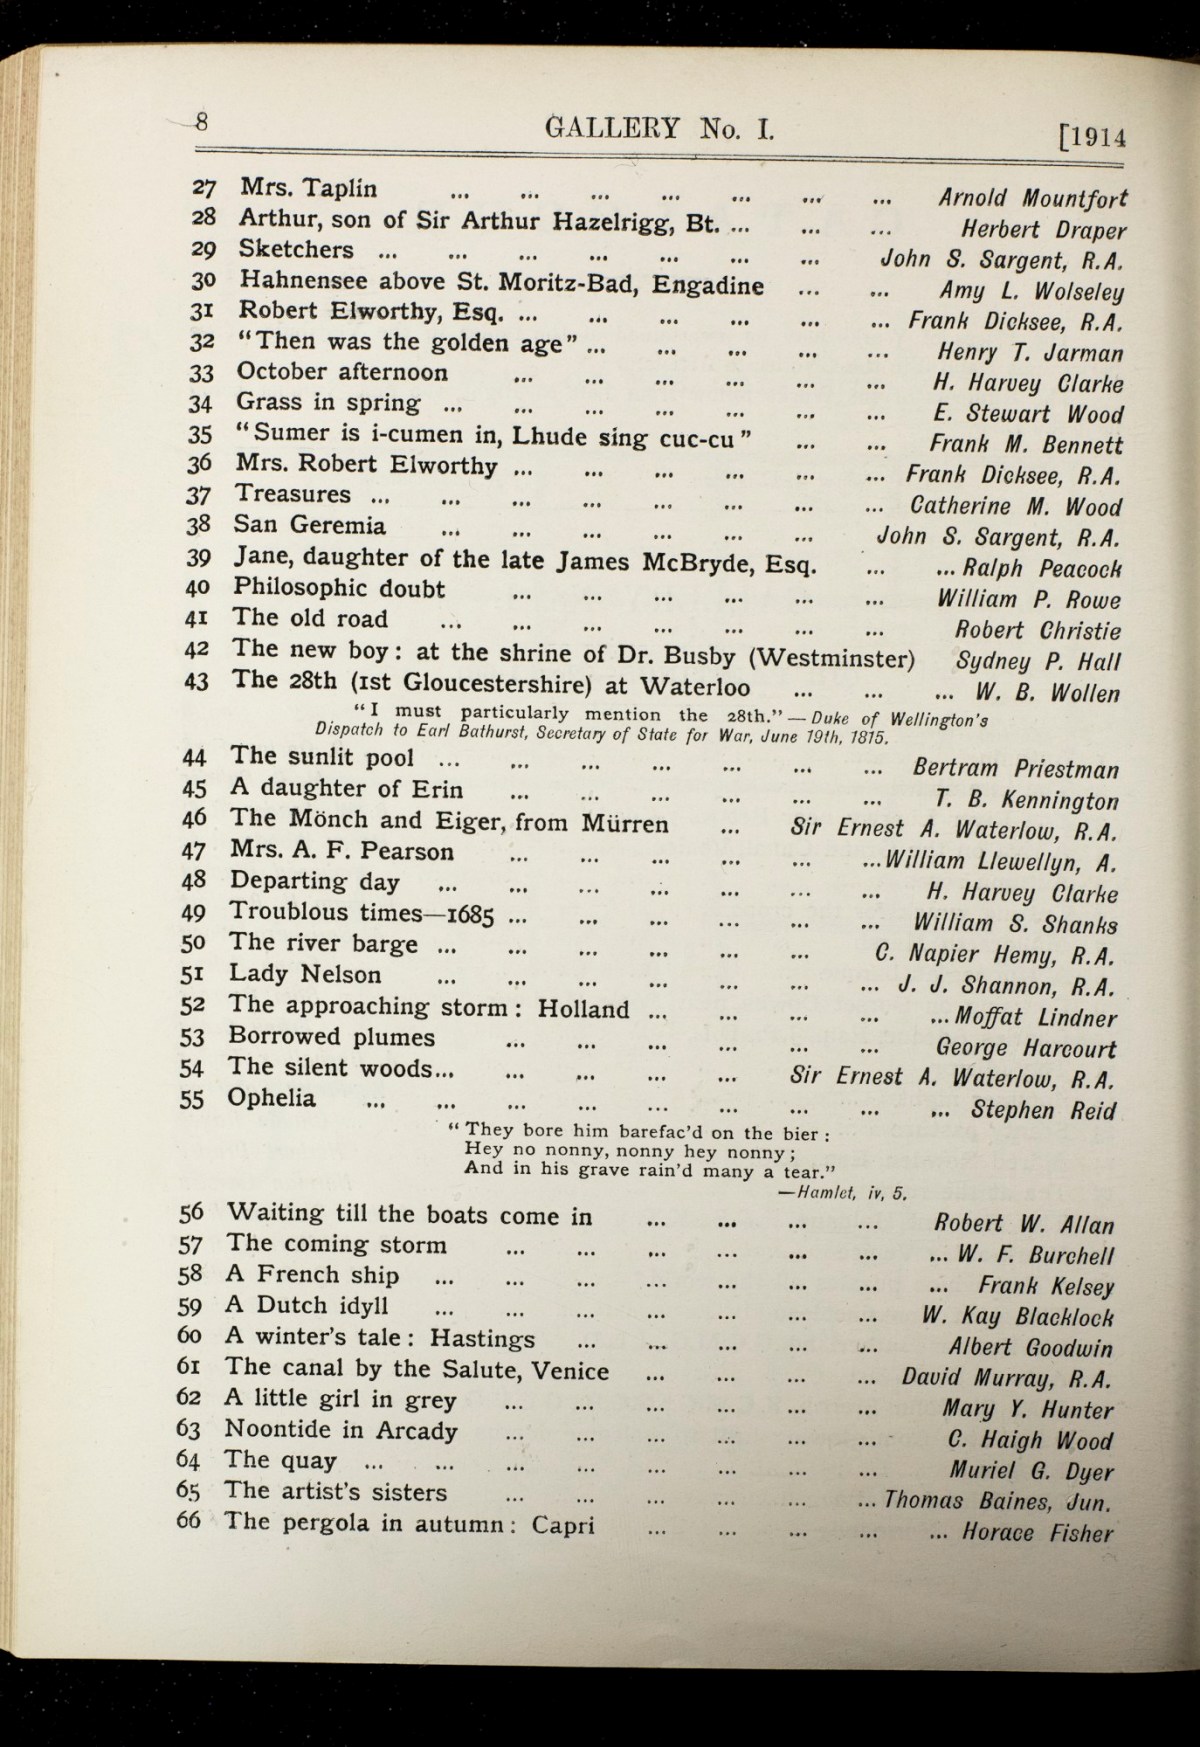 8 GALLERY No. I. [1914
27 Mrs. Taplin ... ... ... ... ... ... ... Arnold Mountfort
28 Arthur, son of Sir Arthur Hazelrigg, Bt. ... ... ... Herbert Draper
29 Sketchers ... ... ... ... ... ... ... John S. Sargent, R.A.
30 Hahnensee above St. Moritz-Bad, Engadine ... ... Amy L. Wolseley
31 Robert Elworthy, Esq. ... ... ... ... ... ... Frank Dicksee, R.A.
32 "Then was the golden age" ... ... ... ... ... Henry T. Jarman
33 October afternoon ... ... ... ... ... ... H. Harvey Clarke
34 Grass in spring ... ... ... ... ... ... ... E. Stewart Wood
35 "Sumer is i-cumen in, Lhude sing cuc-cu" ... ... Frank M. Bennett
36 Mrs. Robert Elworthy ... ... ... ... ... ... Frank Dicksee, R.A.
37 Treasures ... ... ... ... ... ... ... ... Catherine M. Wood
38 San Geremia ... ... ... ... ... ... John S. Sargent, R.A.
39 Jane, daughter of the late James McBryde, Esq. ... ... Ralph Peacock
40 Philosophic doubt ... ... ... ... ... ... William P. Rowe
41 The old road ... ... ... ... ... ... ... Robert Christie
42 The new boy: at the shrine of Dr. Busby (Westminster) Sydney P. Hall
43 The 28th (1st Gloucestershire) at Waterloo ... ... ... W. B. Wollen
"I must particularly mention the 28th."—Duke of Wellington's
Dispatch to Earl Bathurst, Secretary of State for War, June 19th, 1815.
44 The sunlit pool ... ... ... ... ... ... ... Bertram Priestman
45 A daughter of Erin ... ... ... ... ... ... T. B. Kennington
46 The Mönch and Eiger, from Mürren ... Sir Ernest A. Waterlow, R.A.
47 Mrs. A. F. Pearson ... ... ... ... ... ... William Llewellyn, A.
48 Departing day ... ... ... ... ... ... ... H. Harvey Clarke
49 Troublous times—1685 ... ... ... ... ... ... William S. Shanks
50 The river barge ... ... ... ... ... ... C. Napier Hemy, R.A.
51 Lady Nelson ... ... ... ... ... ... ... J. J. Shannon, R.A.
52 The approaching storm: Holland ... ... ... ... ... Moffat Lindner
53 Borrowed plumes ... ... ... ... ... ... George Harcourt
54 The silent woods... ... ... ... ... Sir Ernest A. Waterlow, R.A.
55 Ophelia ... ... ... ... ... ... ... ... ... Stephen Reid
"They bore him barefac'd on the bier:
Hey no nonny, nonny hey nonny;
And in his grave rain'd many a tear."
—Hamlet, iv, 5.
56 Waiting till the boats come in ... ... ... ... Robert W. Allan
57 The coming storm ... ... ... ... ... ... ... W. F. Burchell
58 A French ship ... ... ... ... ... ... ... ... Frank Kelsey
59 A Dutch idyll ... ... ... ... ... ... ... W. Kay Blacklock
60 A winter's tale: Hastings ... ... ... ... ... Albert Goodwin
61 The canal by the Salute, Venice ... ... ... ... David Murray, R.A.
62 A little girl in grey ... ... ... ... ... ... Mary Y. Hunter
63 Noontide in Arcady ... ... ... ... ... ... C. Haigh Wood
64 The quay ... ... ... ... ... ... ... ... Muriel G. Dyer
65 The artist's sisters ... ... ... ... ... ... Thomas Baines, Jun.
66 The pergola in autumn: Capri ... ... ... ... ... Horace Fisher